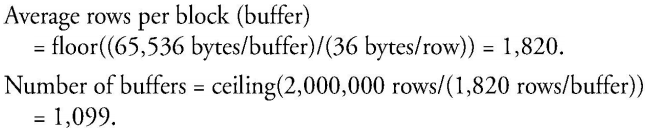 Average rows per block (buffer)
= floor((65,536 bytes/buffer)/(36 bytes/row)) = 1,820.
Number of buffers = ceiling(2,000,000 rows/(1,820 rows/buffer))
= 1,099.